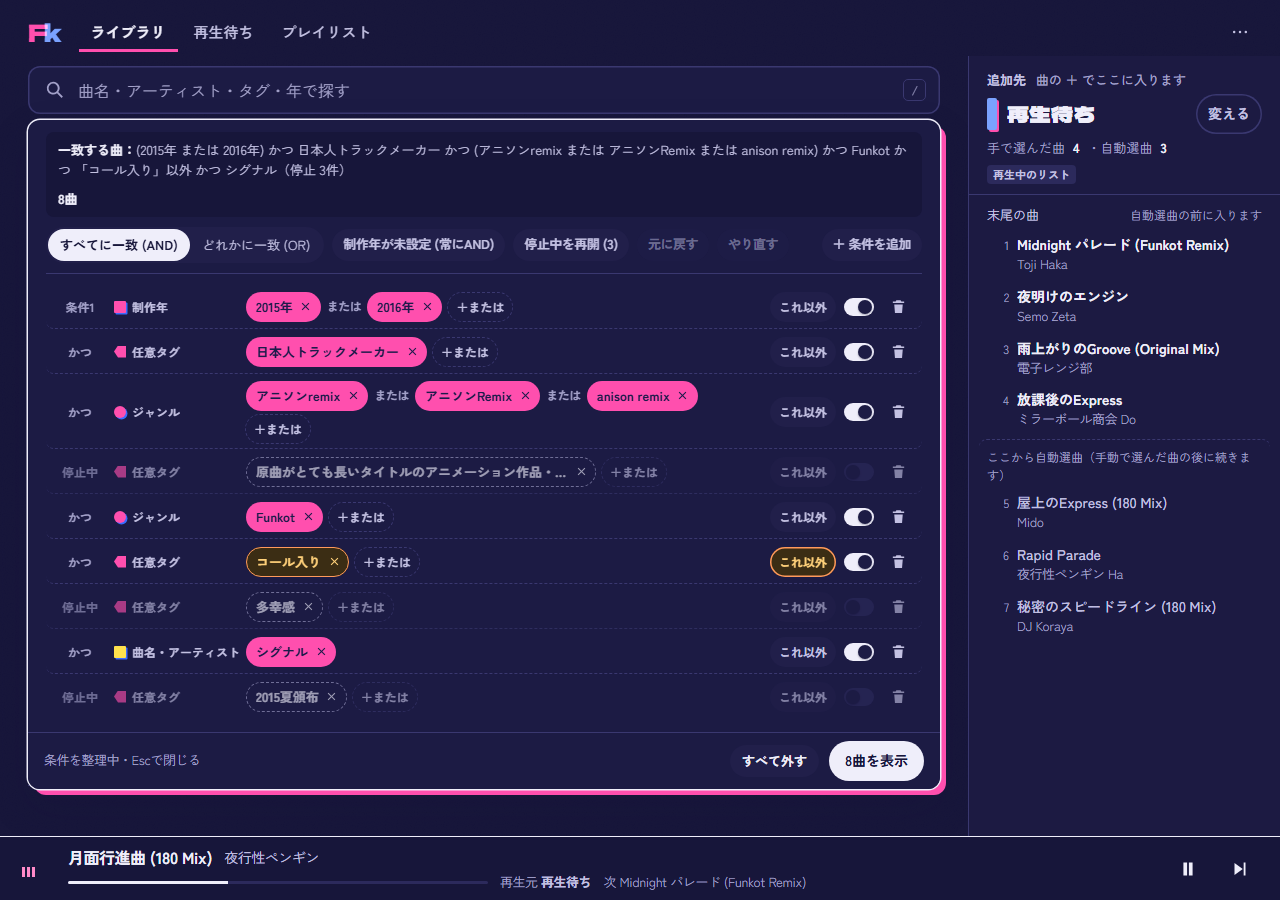 Fk ライブラリ 再生待ち プレイリスト …
曲名・アーティスト・タグ・年で探す /
一致する曲：(2015年 または 2016年) かつ 日本人トラックメーカー かつ (アニソンremix または アニソンRemix または anison remix) かつ Funkot か
つ 「コール入り」以外 かつ シグナル（停止 3件）
8曲
すべてに一致 (AND) どれかに一致 (OR) 制作年が未設定 (常にAND) 停止中を再開 (3) 元に戻す やり直す ＋ 条件を追加
条件1 制作年 2015年 × または 2016年 × ＋または これ以外
かつ 任意タグ 日本人トラックメーカー × ＋または これ以外
かつ ジャンル アニソンremix × または アニソンRemix × または anison remix × これ以外
＋または
停止中 任意タグ 原曲がとても長いタイトルのアニメーション作品・… × ＋または これ以外
かつ ジャンル Funkot × ＋または これ以外
かつ 任意タグ コール入り × ＋または これ以外
停止中 任意タグ 多幸感 × ＋または これ以外
かつ 曲名・アーティスト シグナル × これ以外
停止中 任意タグ 2015夏頒布 × ＋または これ以外
条件を整理中・Escで閉じる すべて外す 8曲を表示
追加先 曲の ＋ でここに入ります
再生待ち 変える
手で選んだ曲 4 ・自動選曲 3
再生中のリスト
末尾の曲 自動選曲の前に入ります
1 Midnight パレード (Funkot Remix)
Toji Haka
2 夜明けのエンジン
Semo Zeta
3 雨上がりのGroove (Original Mix)
電子レンジ部
4 放課後のExpress
ミラーボール商会 Do
ここから自動選曲（手動で選んだ曲の後に続きま
す）
5 屋上のExpress (180 Mix)
Mido
6 Rapid Parade
夜行性ペンギン Ha
7 秘密のスピードライン (180 Mix)
DJ Koraya
月面行進曲 (180 Mix) 夜行性ペンギン
再生元 再生待ち 次 Midnight パレード (Funkot Remix)